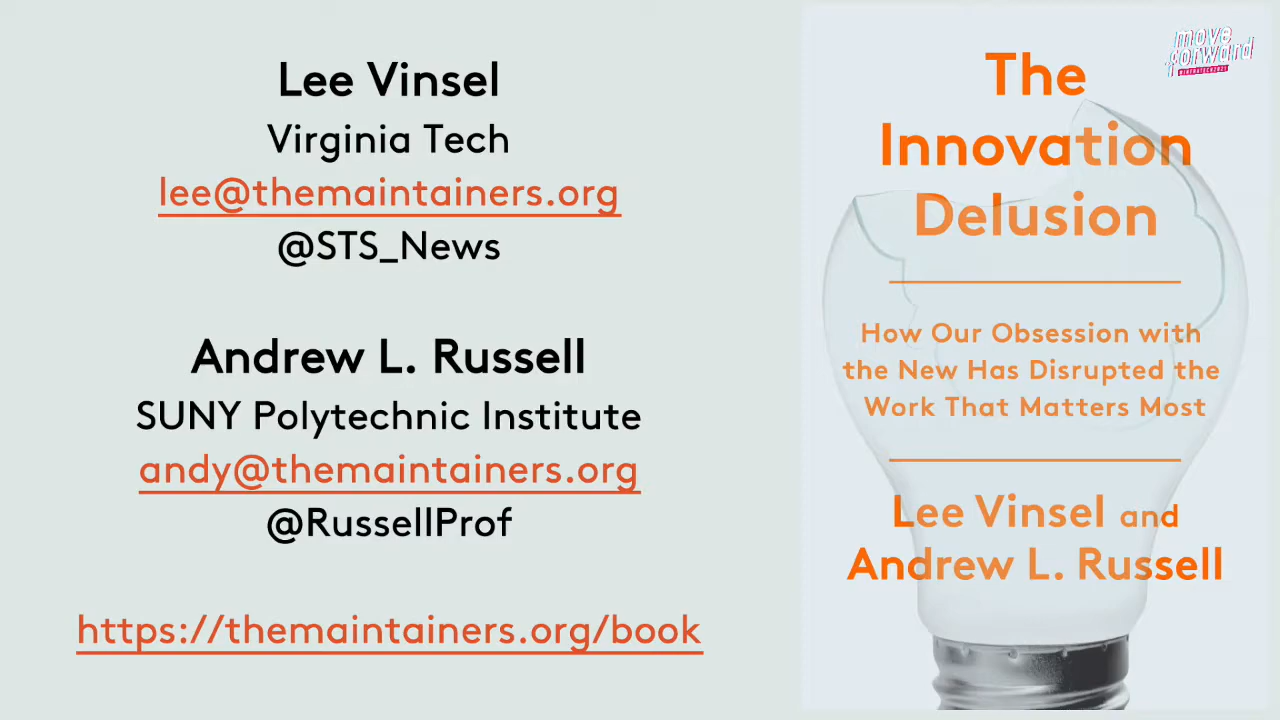 Lee Vinsel
Virginia Tech
lee@themaintainers.org
@STS_News
Andrew L. Russell
SUNY Polytechnic Institute
andy@themaintainers.org
@RussellProf
https://themaintainers.org/book
The
Innovation
Delusion
How Our Obsession with
the New Has Disrupted the
Work That Matters Most
Lee Vinsel and
Andrew L. Russell
move
forward